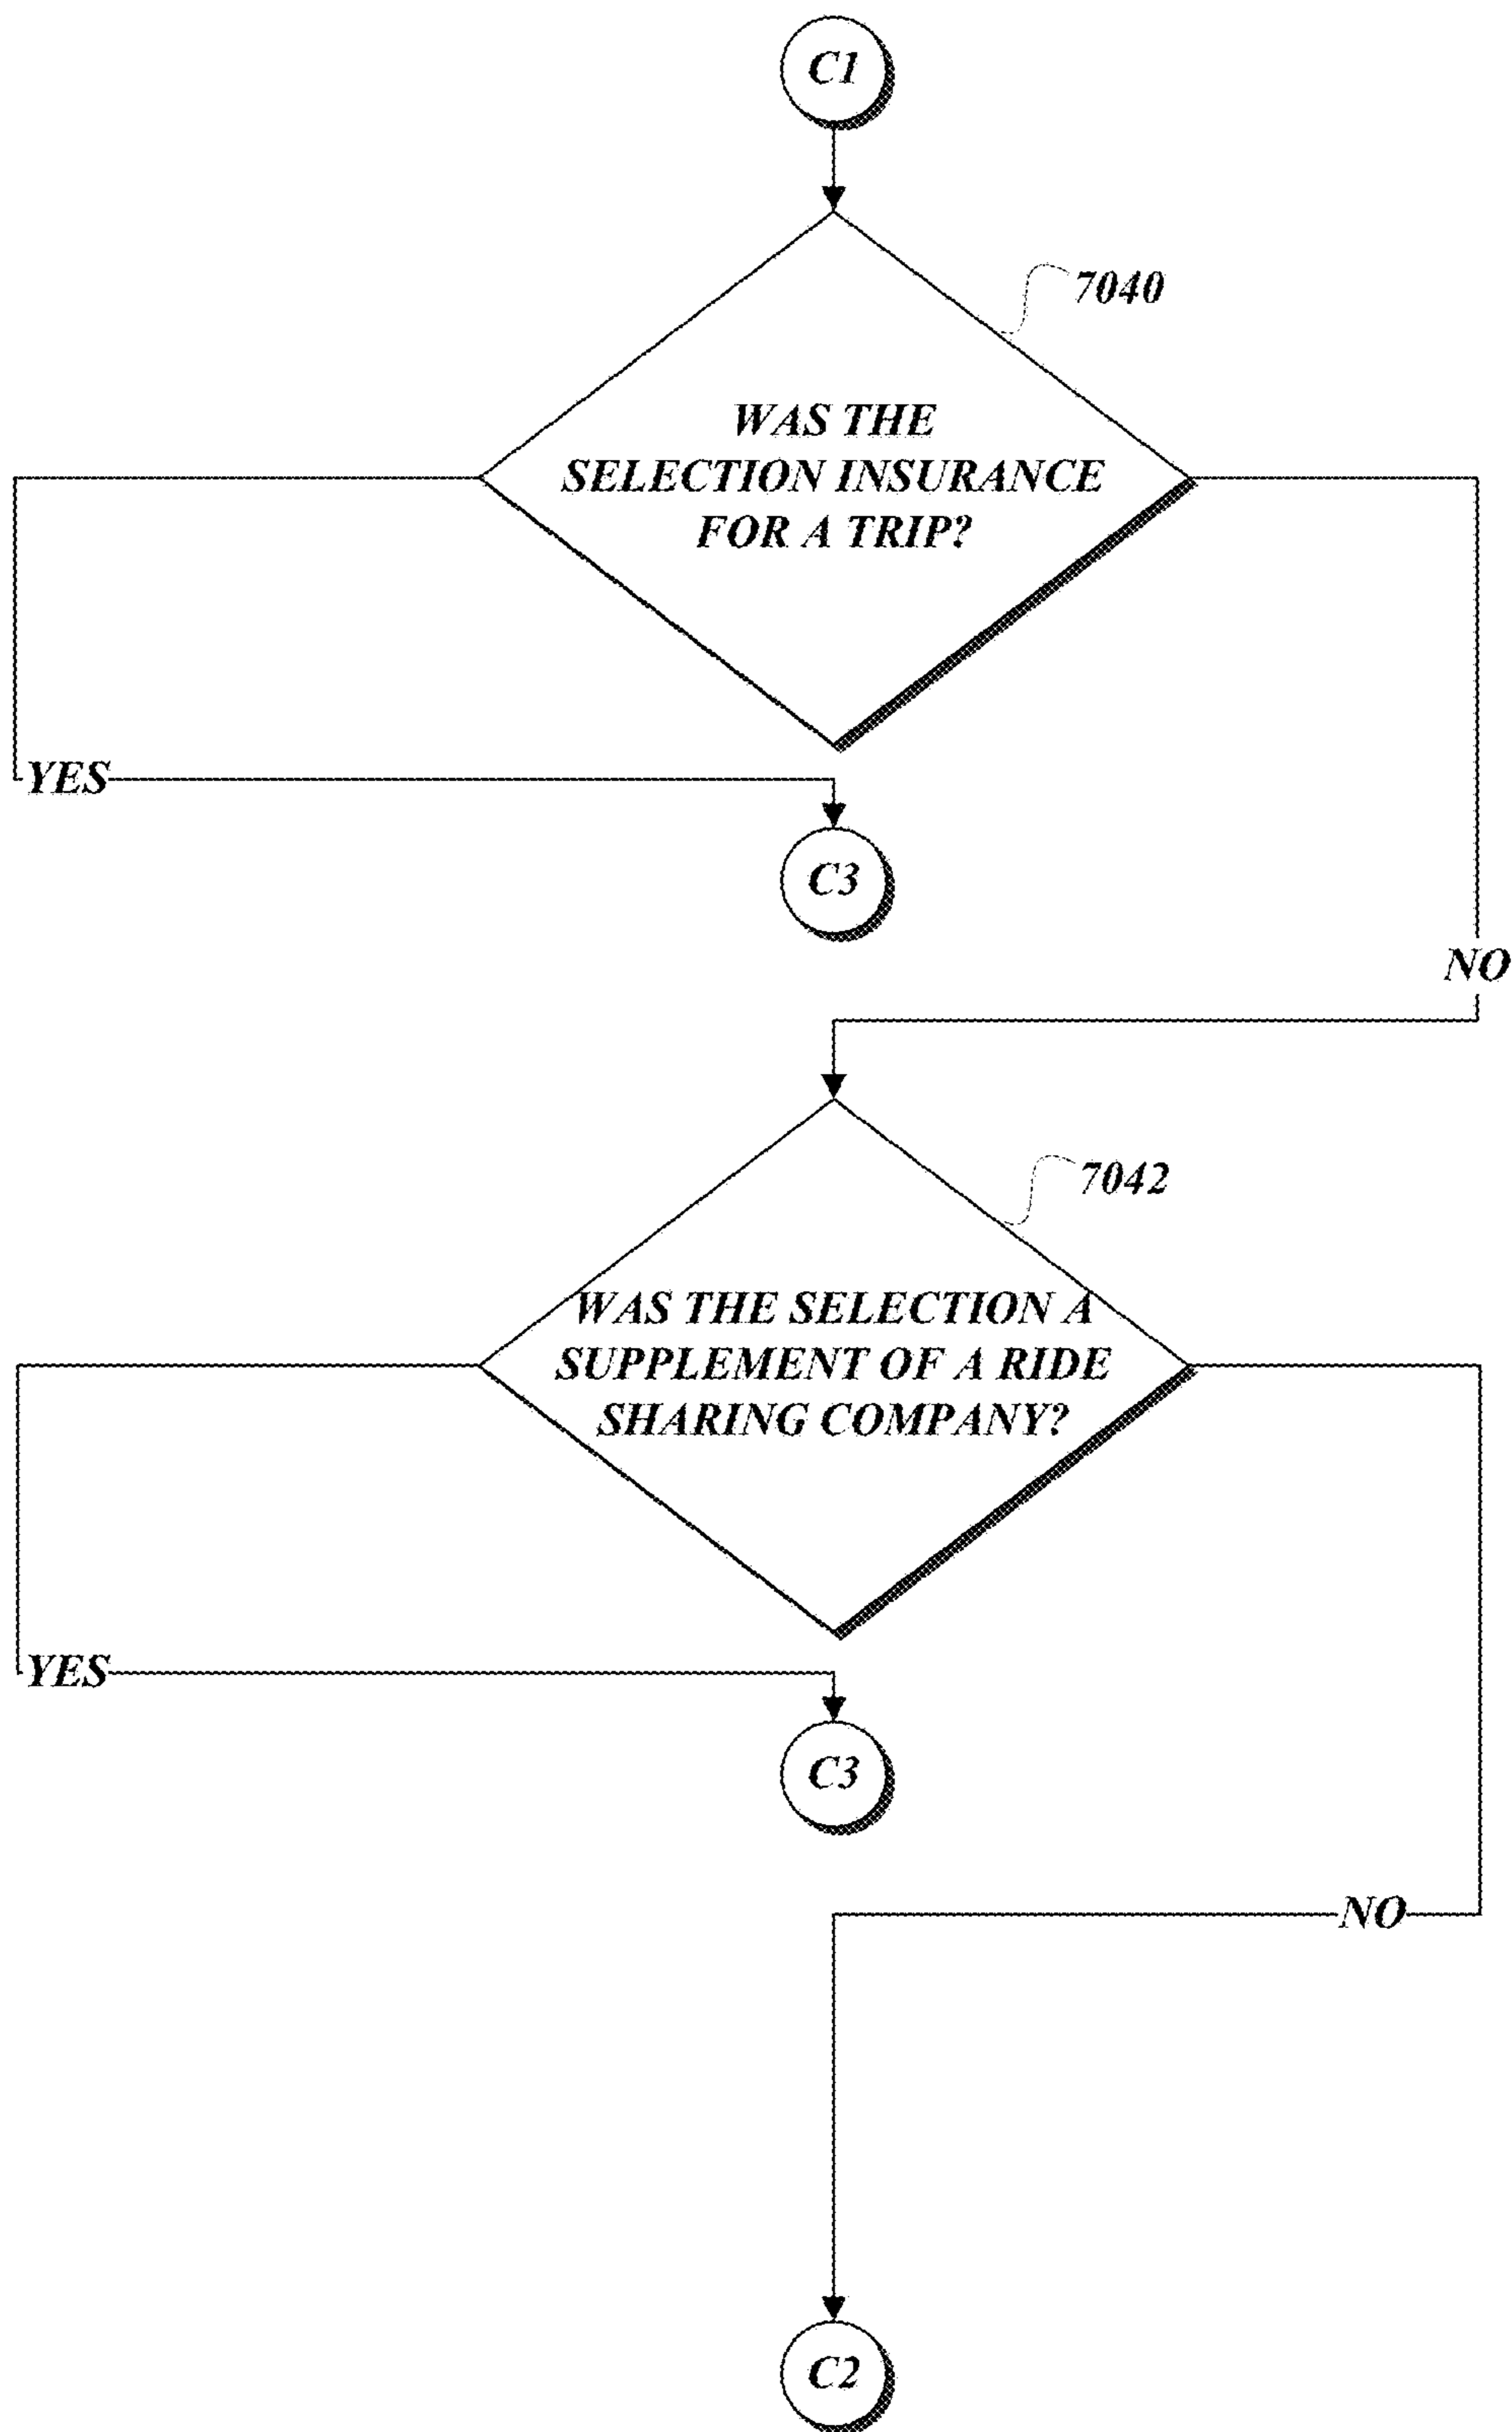 C1
7040
WAS THE
SELECTION INSURANCE
FOR A TRIP?
YES
C3
NO
7042
WAS THE SELECTION A
SUPPLEMENT OF A RIDE
SHARING COMPANY?
YES
C3
NO
C2